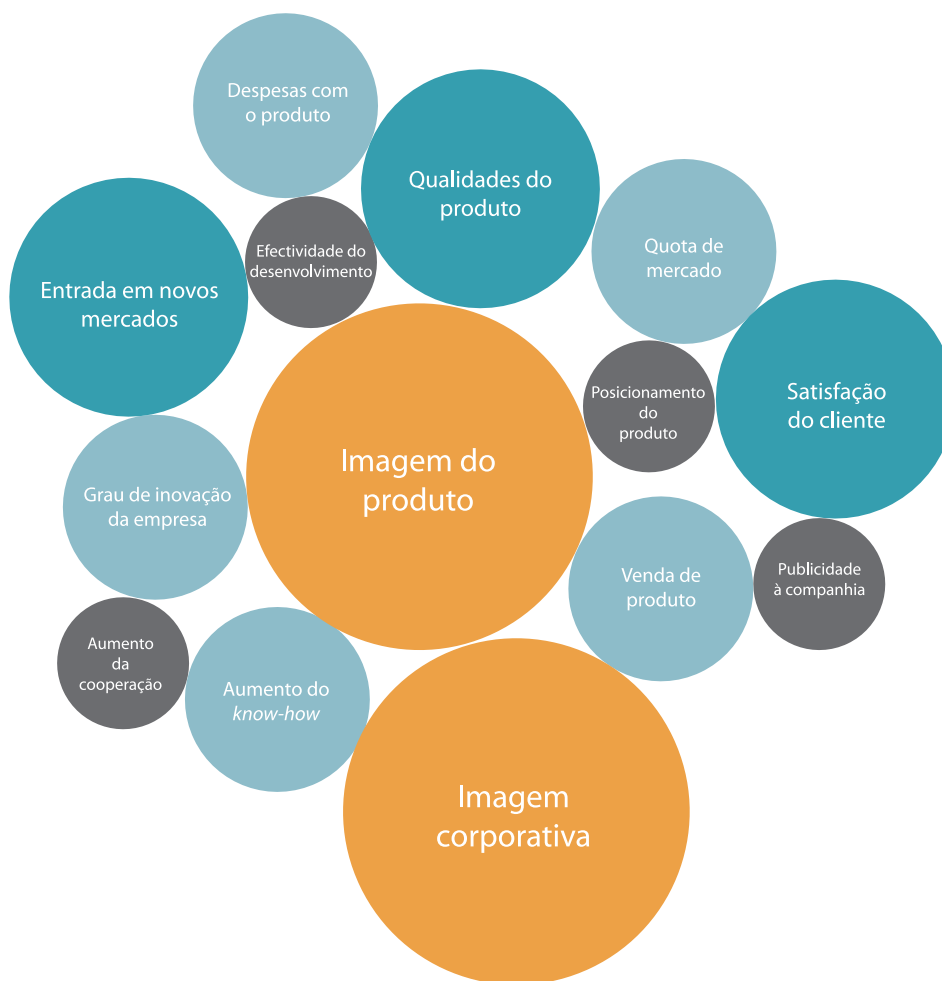 Despesas com
o produto
Qualidades do
produto
Efectividade do
desenvolvimento
Quota de
mercado
Entrada em novos
mercados
Satisfação
do cliente
Posicionamento
do
produto
Imagem do
produto
Grau de inovação
da empresa
Venda de
produto
Publicidade
à companhia
Aumento
da
cooperação
Aumento do
know-how
Imagem
corporativa